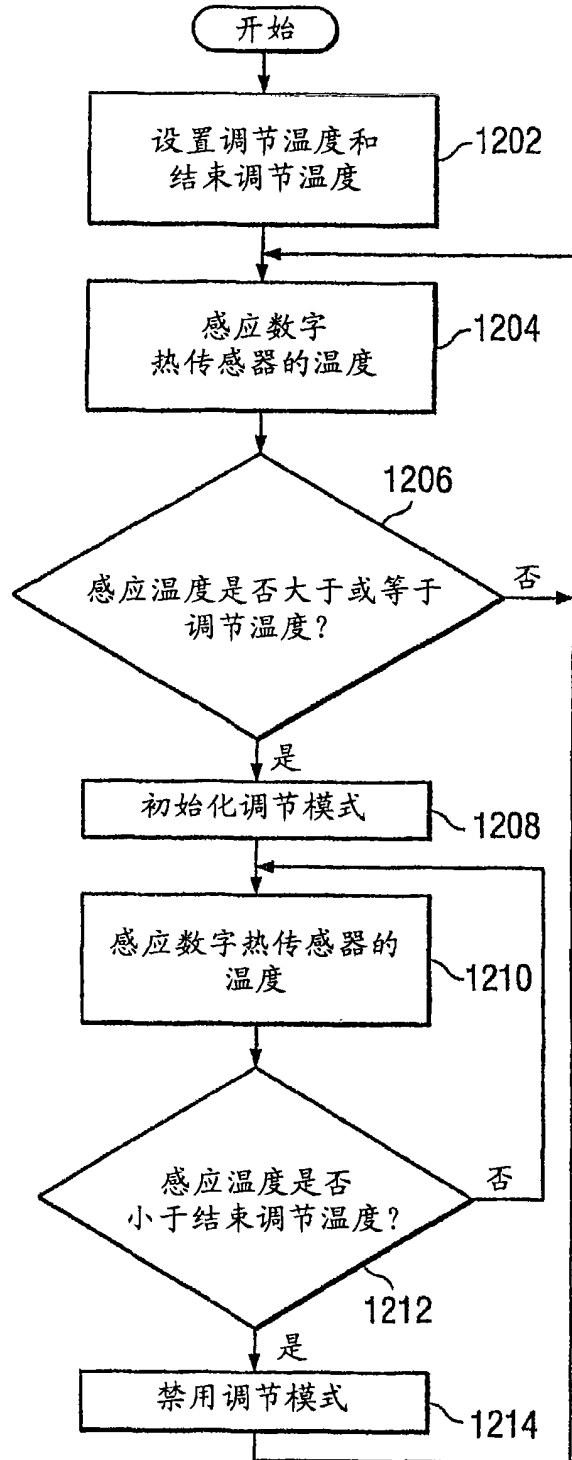 开始
设置调节温度和
结束调节温度
1202
感应数字
热传感器的温度
1204
1206
感应温度是否大于或等于
调节温度?
否
是
初始化调节模式
1208
感应数字热传感器的
温度
1210
感应温度是否
小于结束调节温度?
否
1212
是
禁用调节模式
1214